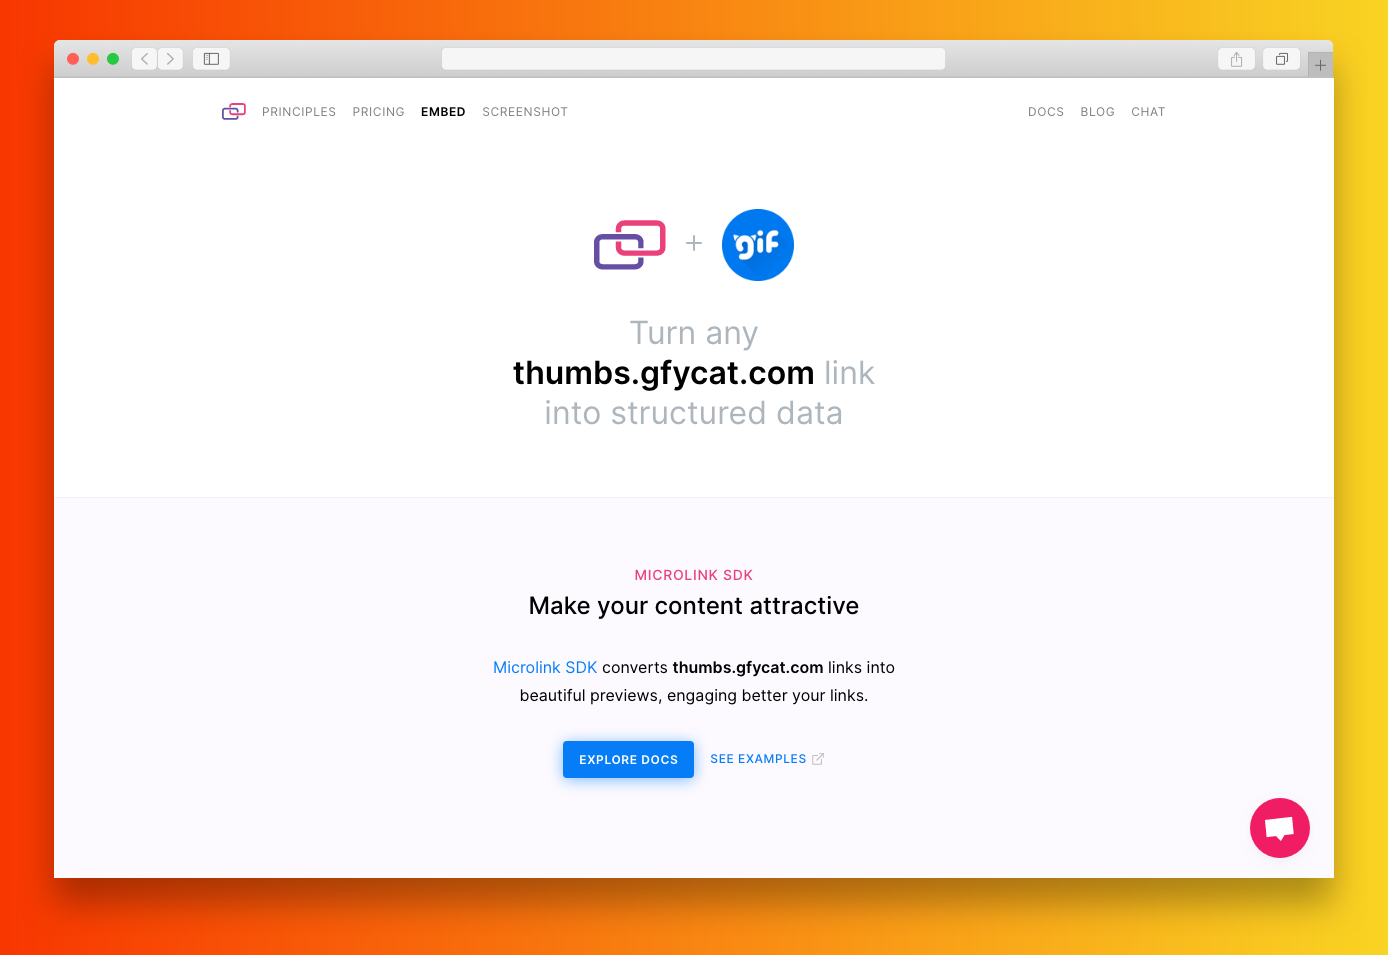 PRINCIPLES PRICING EMBED SCREENSHOT DOCS BLOG CHAT
gif
Turn any
thumbs.gfycat.com link
into structured data
MICROLINK SDK
Make your content attractive
Microlink SDK converts thumbs.gfycat.com links into
beautiful previews, engaging better your links.
EXPLORE DOCS SEE EXAMPLES